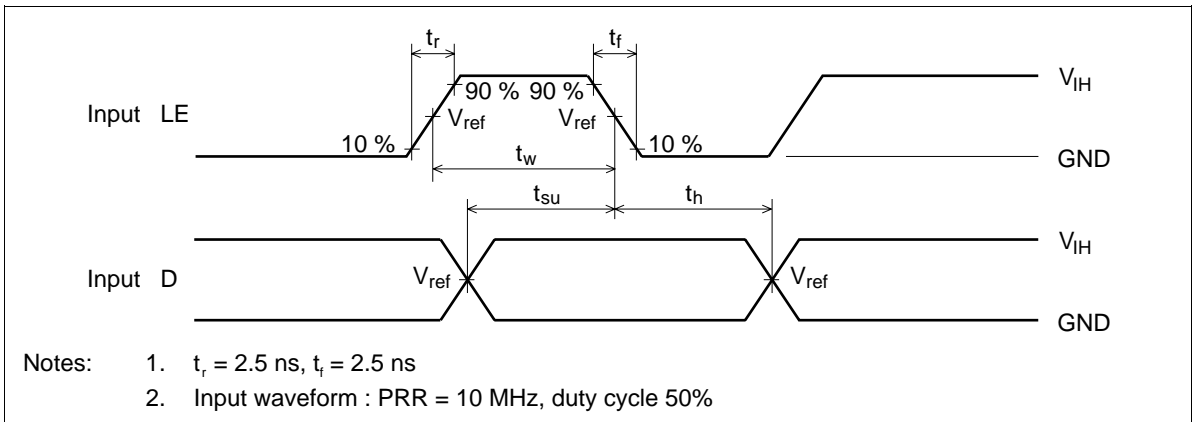 tr tf
VIH
90 % 90 %
Input LE Vref Vref
10 % 10 %
tw GND
tsu th
VIH
Input D Vref Vref
GND
Notes: 1. tr = 2.5 ns, tf = 2.5 ns
2. Input waveform : PRR = 10 MHz, duty cycle 50%